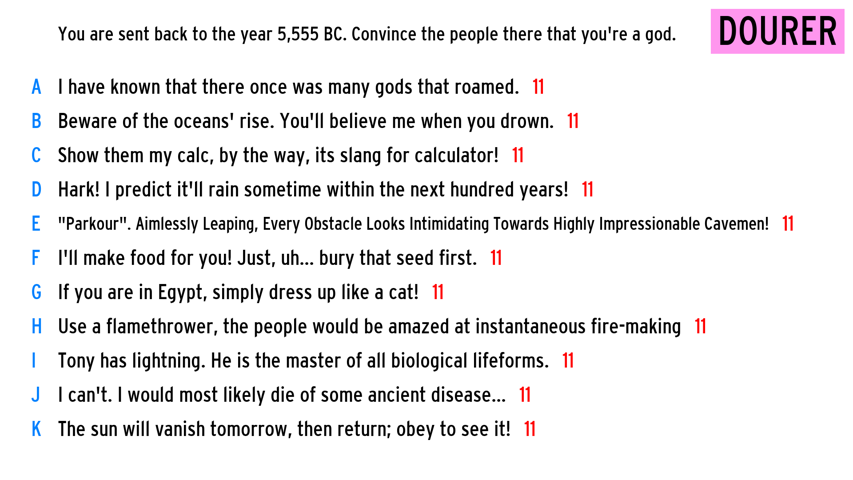 You are sent back to the year 5,555 BC. Convince the people there that you're a god.
DOURER
A I have known that there once was many gods that roamed. 11
B Beware of the oceans' rise. You'll believe me when you drown. 11
C Show them my calc, by the way, its slang for calculator! 11
D Hark! I predict it'll rain sometime within the next hundred years! 11
E "Parkour". Aimlessly Leaping, Every Obstacle Looks Intimidating Towards Highly Impressionable Cavemen! 11
F I'll make food for you! Just, uh... bury that seed first. 11
G If you are in Egypt, simply dress up like a cat! 11
H Use a flamethrower, the people would be amazed at instantaneous fire-making 11
I Tony has lightning. He is the master of all biological lifeforms. 11
J I can't. I would most likely die of some ancient disease... 11
K The sun will vanish tomorrow, then return; obey to see it! 11